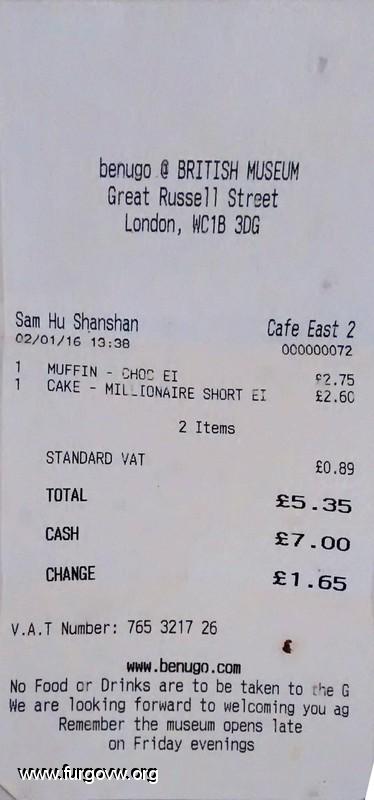 benugo @ BRITISH MUSEUM
Great Russell Street
London, WC1B 3DG
Sam Hu Shanshan Cafe East 2
02/01/16 13:38 000000072
1 MUFFIN - CHOC EI £2.75
1 CAKE - MILLIONAIRE SHORT EI £2.60
2 Items
STANDARD VAT £0.89
TOTAL £5.35
CASH £7.00
CHANGE £1.65
V.A.T Number: 765 3217 26
www.benugo.com
No Food or Drinks are to be taken to the G
We are looking forward to welcoming you ag
Remember the museum opens late
on Friday evenings
www.furgovw.org